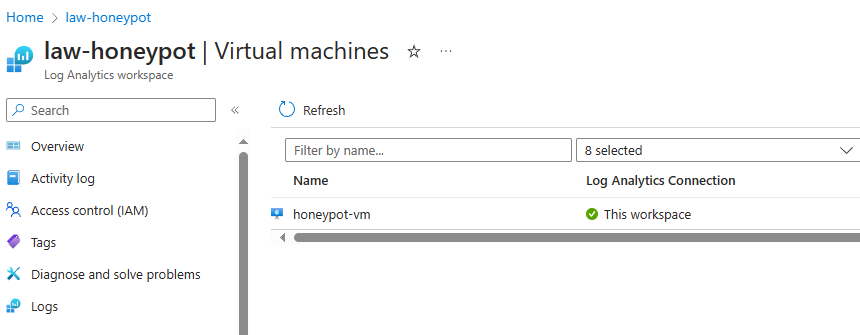 Home > law-honeypot
law-honeypot | Virtual machines ☆ ···
Log Analytics workspace
Search «
Overview
Activity log
Access control (IAM)
Tags
Diagnose and solve problems
Logs
Refresh
Filter by name... 8 selected
Name Log Analytics Connection
honeypot-vm This workspace